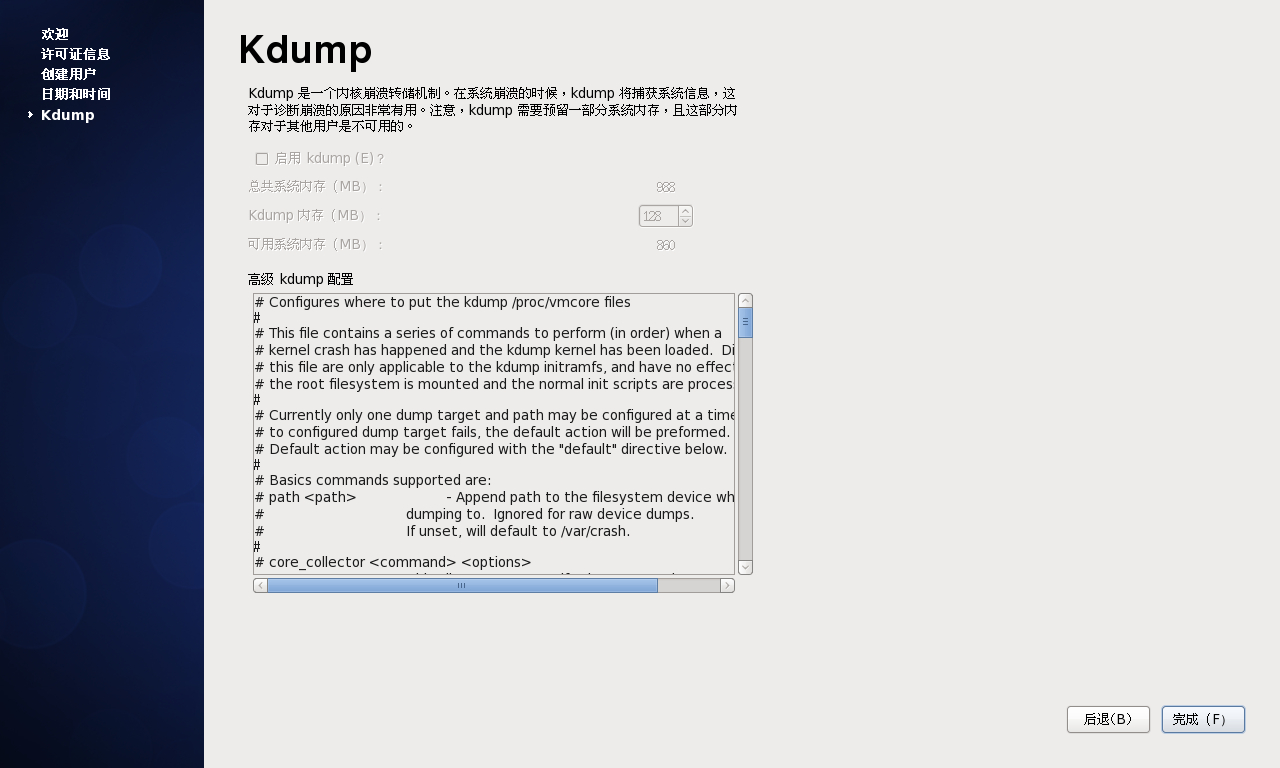 欢迎
许可证信息
创建用户
日期和时间
Kdump
Kdump
Kdump 是一个内核崩溃转储机制。在系统崩溃的时候，kdump 将捕获系统信息，这
对于诊断崩溃的原因非常有用。注意，kdump 需要预留一部分系统内存，且这部分内
存对于其他用户是不可用的。
启用 kdump (E)？
总共系统内存（MB）： 988
Kdump 内存（MB）： 128
可用系统内存（MB）： 860
高级 kdump 配置
# Configures where to put the kdump /proc/vmcore files
#
# This file contains a series of commands to perform (in order) when a
# kernel crash has happened and the kdump kernel has been loaded.  Di
# this file are only applicable to the kdump initramfs, and have no effect
# the root filesystem is mounted and the normal init scripts are proces
#
# Currently only one dump target and path may be configured at a time
# to configured dump target fails, the default action will be preformed.
# Default action may be configured with the "default" directive below.
#
# Basics commands supported are:
# path <path> - Append path to the filesystem device wh
# dumping to.  Ignored for raw device dumps.
# If unset, will default to /var/crash.
#
# core_collector <command> <options>
后退(B)
完成（F）